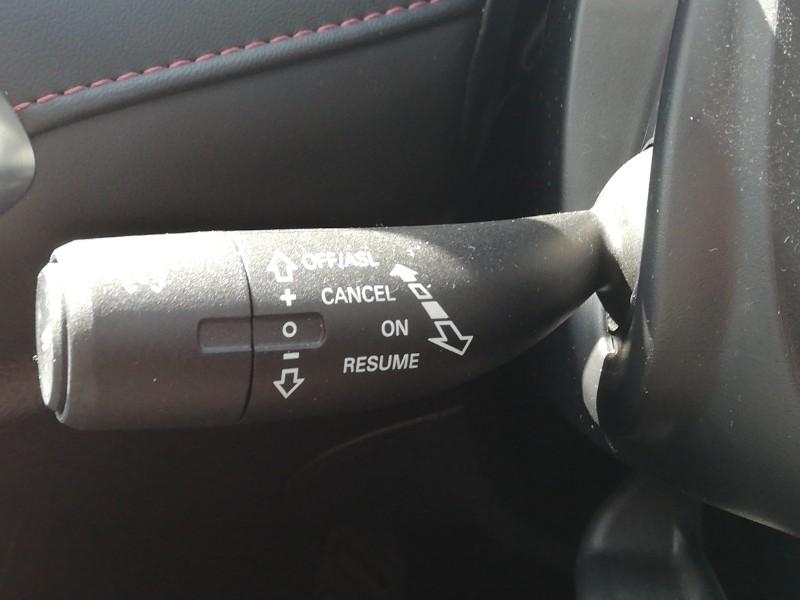 OFF/ASL
+
CANCEL
O
ON
-
RESUME